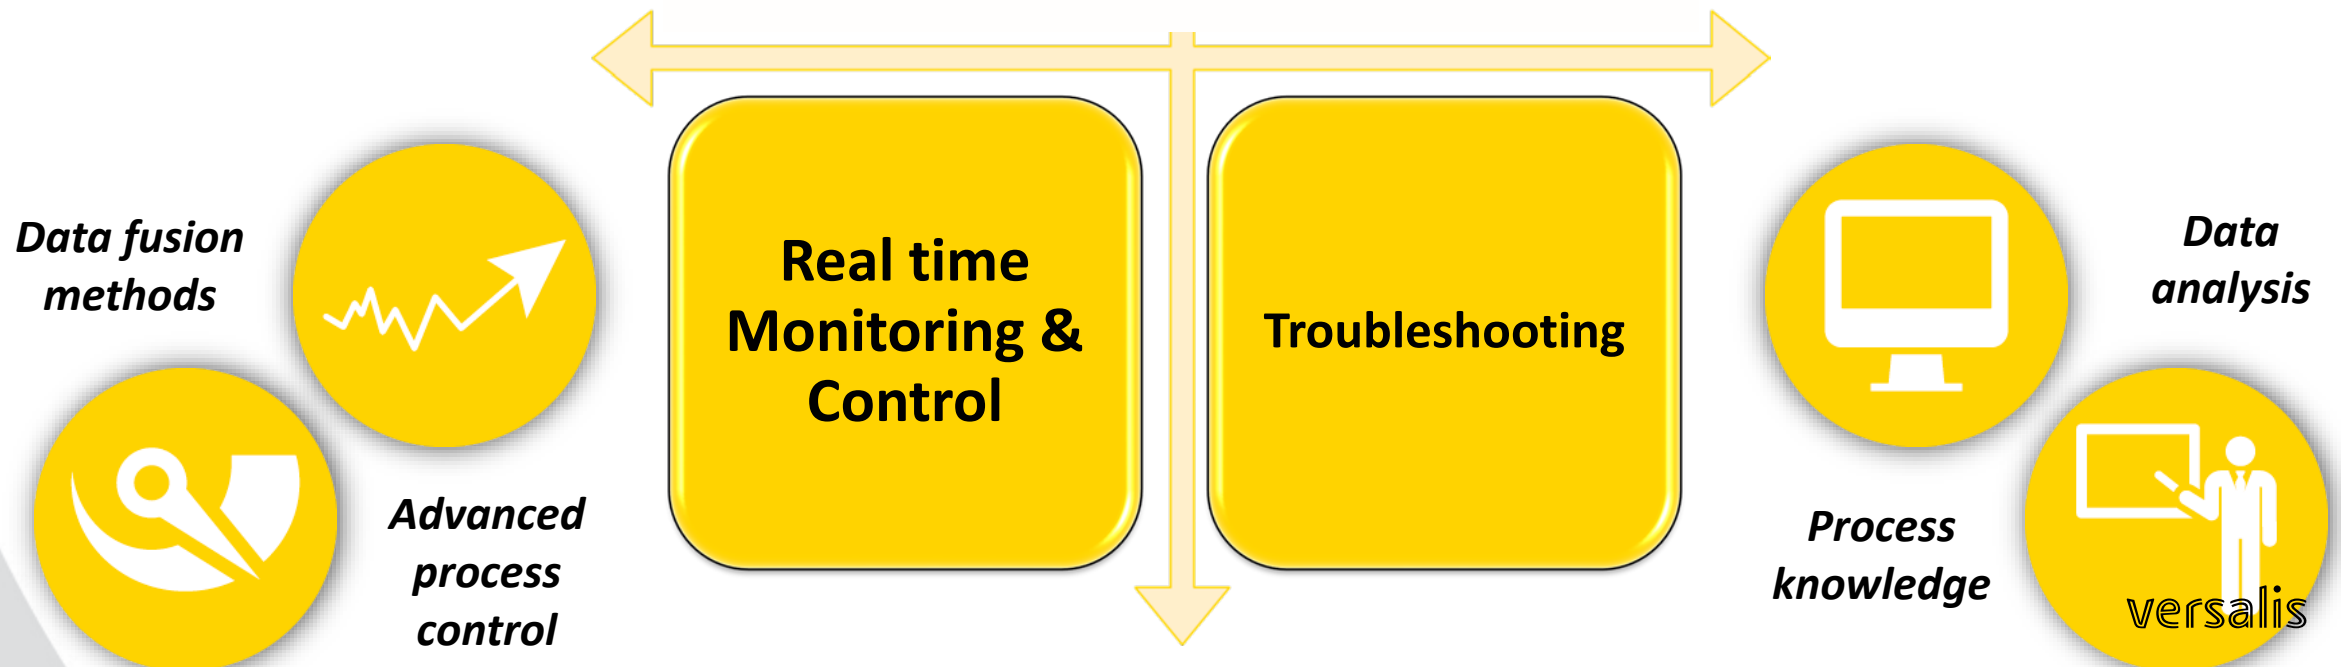 Data fusion
methods
Advanced
process
control
Real time
Monitoring &
Control
Troubleshooting
Data
analysis
Process
knowledge
versalis